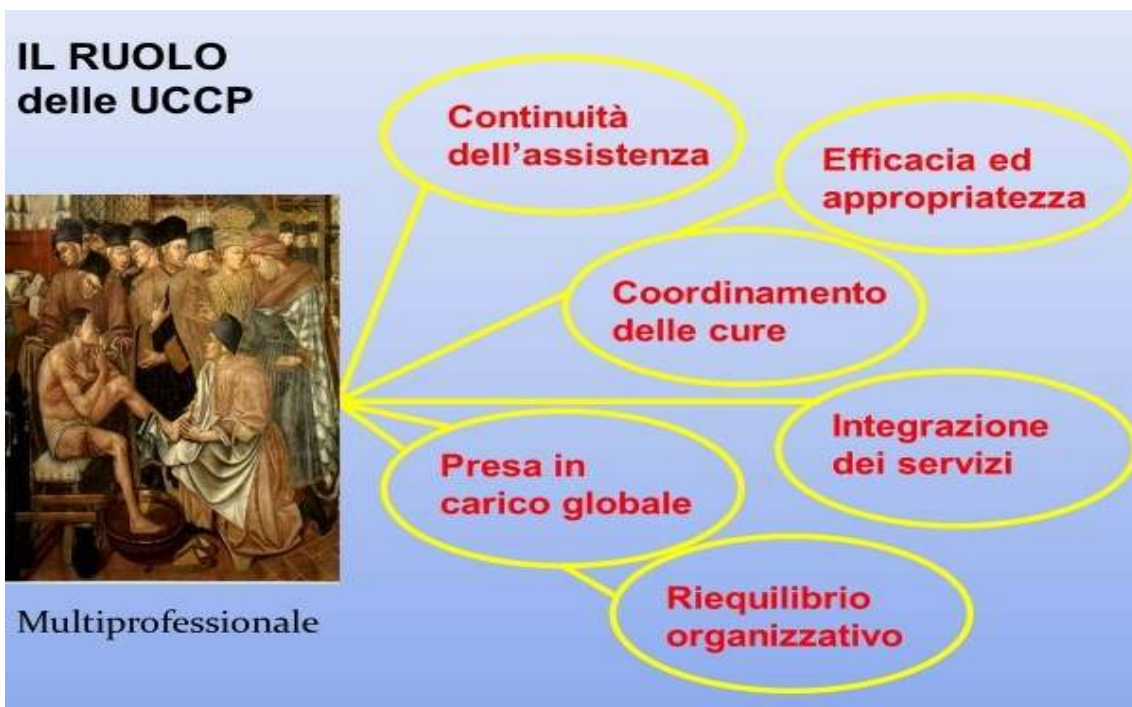 IL RUOLO
delle UCCP
Continuità
dell'assistenza
Efficacia ed
appropriatezza
Coordinamento
delle cure
Integrazione
dei servizi
Presa in
carico globale
Riequilibrio
organizzativo
Multiprofessionale